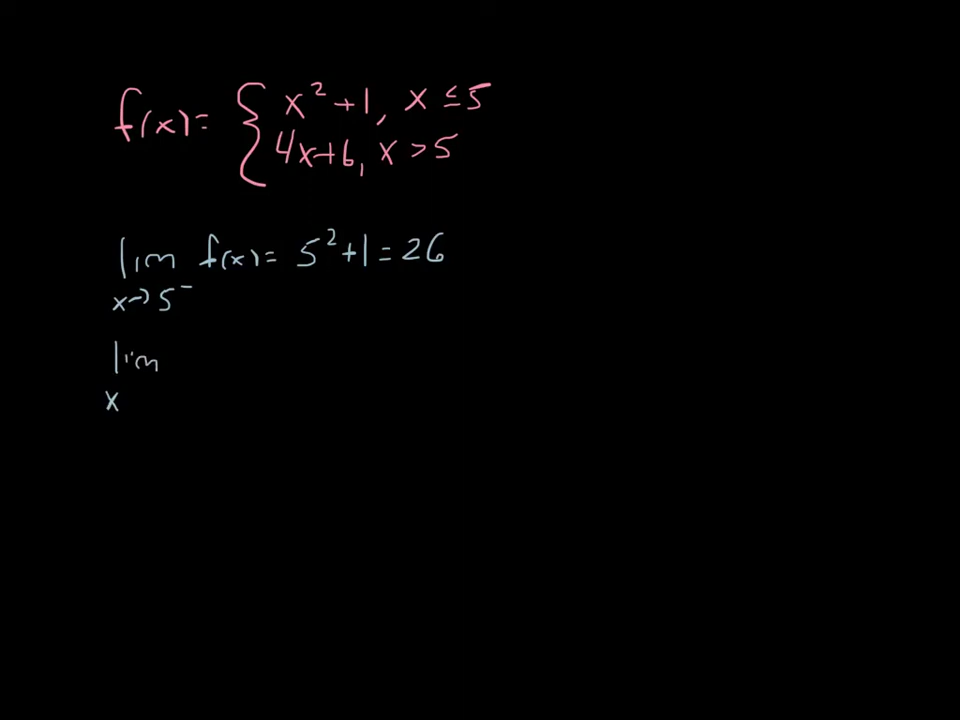 f(x)= { x²+1, x ≤ 5
4x+6, x > 5
lim f(x)= 5²+1 = 26
x→5⁻
lim
x